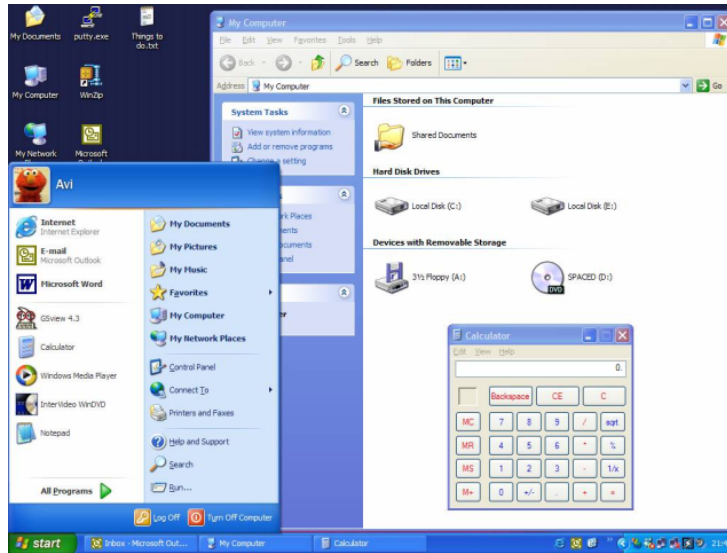 My Documents
putty.exe
Things to
do.txt
My Computer
WinZip
My Network
Microsoft
My Computer
File Edit View Favorites Tools Help
Back
Search
Folders
Address My Computer
Go
System Tasks
View system information
Add or remove programs
Change a setting
Files Stored on This Computer
Shared Documents
Hard Disk Drives
Local Disk (C:)
Local Disk (E:)
Devices with Removable Storage
3½ Floppy (A:)
DVD
SPACED (D:)
Avi
Internet
Internet Explorer
E-mail
Microsoft Outlook
Microsoft Word
GSview 4.3
Calculator
Windows Media Player
InterVideo WinDVD
Notepad
All Programs
My Documents
My Pictures
My Music
Favorites
My Computer
My Network Places
Control Panel
Connect To
Printers and Faxes
Help and Support
Search
Run...
Log Off
Turn Off Computer
Calculator
Edit View Help
0.
Backspace CE C
MC 7 8 9 / sqrt
MR 4 5 6 * %
MS 1 2 3 - 1/x
M+ 0 +/- . + =
start
Inbox - Microsoft Out...
My Computer
Calculator